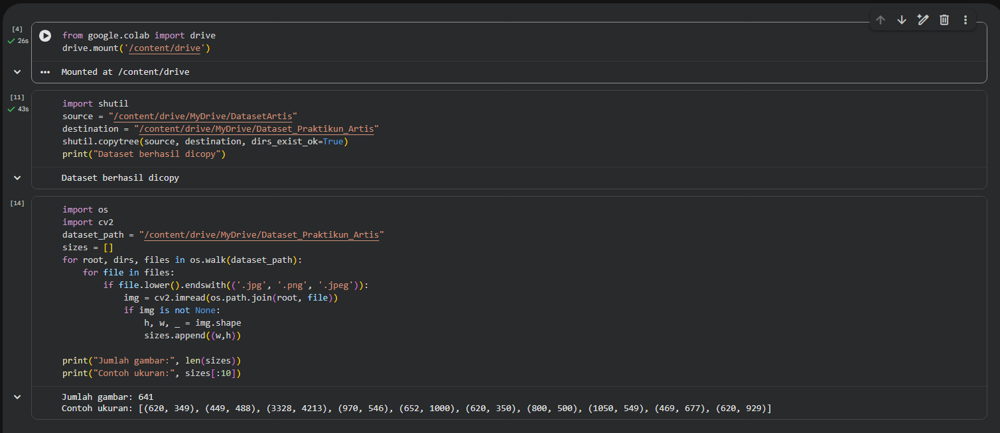 [4]
26s
from google.colab import drive
drive.mount('/content/drive')
Mounted at /content/drive
[11]
43s
import shutil
source = "/content/drive/MyDrive/DatasetArtis"
destination = "/content/drive/MyDrive/Dataset_Praktikun_Artis"
shutil.copytree(source, destination, dirs_exist_ok=True)
print("Dataset berhasil dicopy")
Dataset berhasil dicopy
[14]
import os
import cv2
dataset_path = "/content/drive/MyDrive/Dataset_Praktikun_Artis"
sizes = []
for root, dirs, files in os.walk(dataset_path):
    for file in files:
        if file.lower().endswith(('.jpg', '.png', '.jpeg')):
            img = cv2.imread(os.path.join(root, file))
            if img is not None:
                h, w, _ = img.shape
                sizes.append((w,h))
print("Jumlah gambar:", len(sizes))
print("Contoh ukuran:", sizes[:10])
Jumlah gambar: 641
Contoh ukuran: [(620, 349), (449, 488), (3328, 4213), (970, 546), (652, 1000), (620, 350), (800, 500), (1050, 549), (469, 677), (620, 929)]